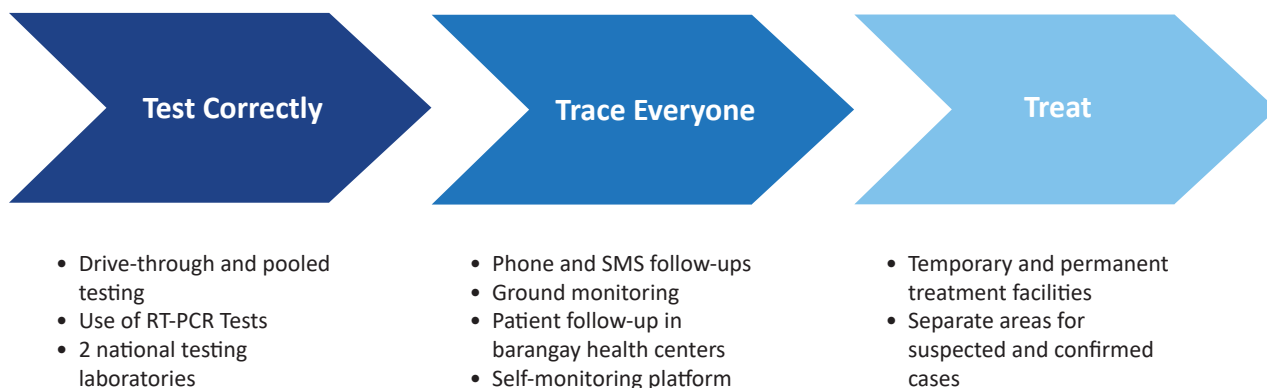 Test Correctly
Trace Everyone
Treat
• Drive-through and pooled
testing
• Use of RT-PCR Tests
• 2 national testing
laboratories
• Phone and SMS follow-ups
• Ground monitoring
• Patient follow-up in
barangay health centers
• Self-monitoring platform
• Temporary and permanent
treatment facilities
• Separate areas for
suspected and confirmed
cases